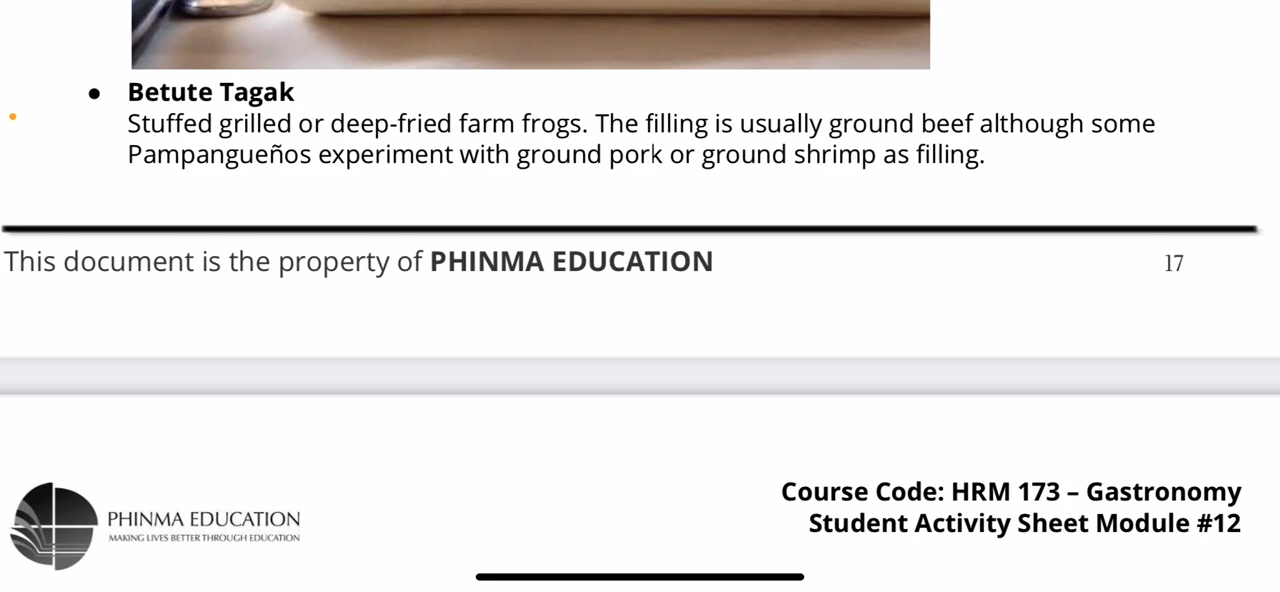 ● Betute Tagak
Stuffed grilled or deep-fried farm frogs. The filling is usually ground beef although some
Pampangueños experiment with ground pork or ground shrimp as filling.
This document is the property of PHINMA EDUCATION 17
PHINMA EDUCATION
MAKING LIVES BETTER THROUGH EDUCATION
Course Code: HRM 173 – Gastronomy
Student Activity Sheet Module #12